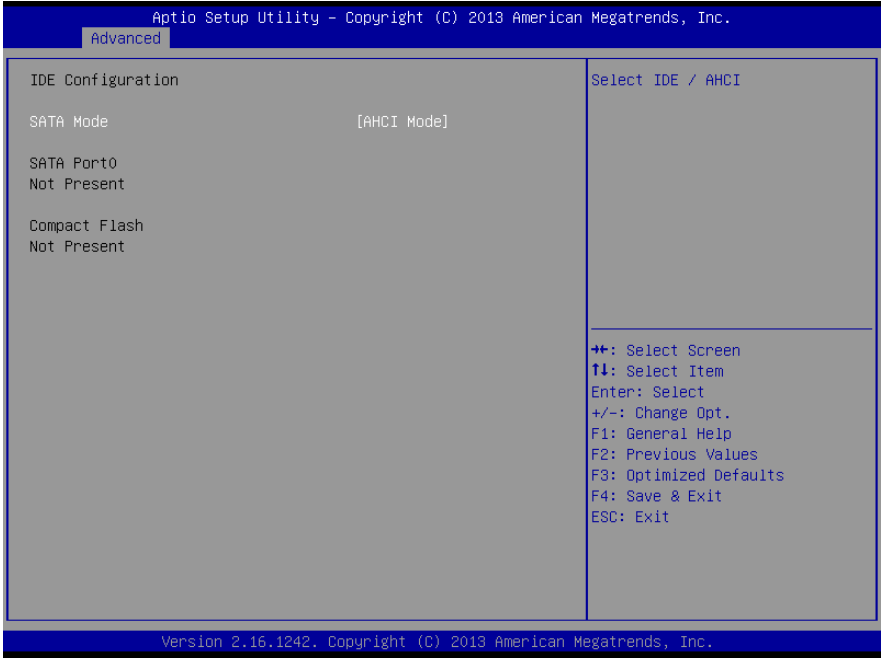 Aptio Setup Utility – Copyright (C) 2013 American Megatrends, Inc.
Advanced
IDE Configuration
SATA Mode [AHCI Mode]
SATA Port0
Not Present
Compact Flash
Not Present
Select IDE / AHCI
→←: Select Screen
↑↓: Select Item
Enter: Select
+/-: Change Opt.
F1: General Help
F2: Previous Values
F3: Optimized Defaults
F4: Save & Exit
ESC: Exit
Version 2.16.1242. Copyright (C) 2013 American Megatrends, Inc.